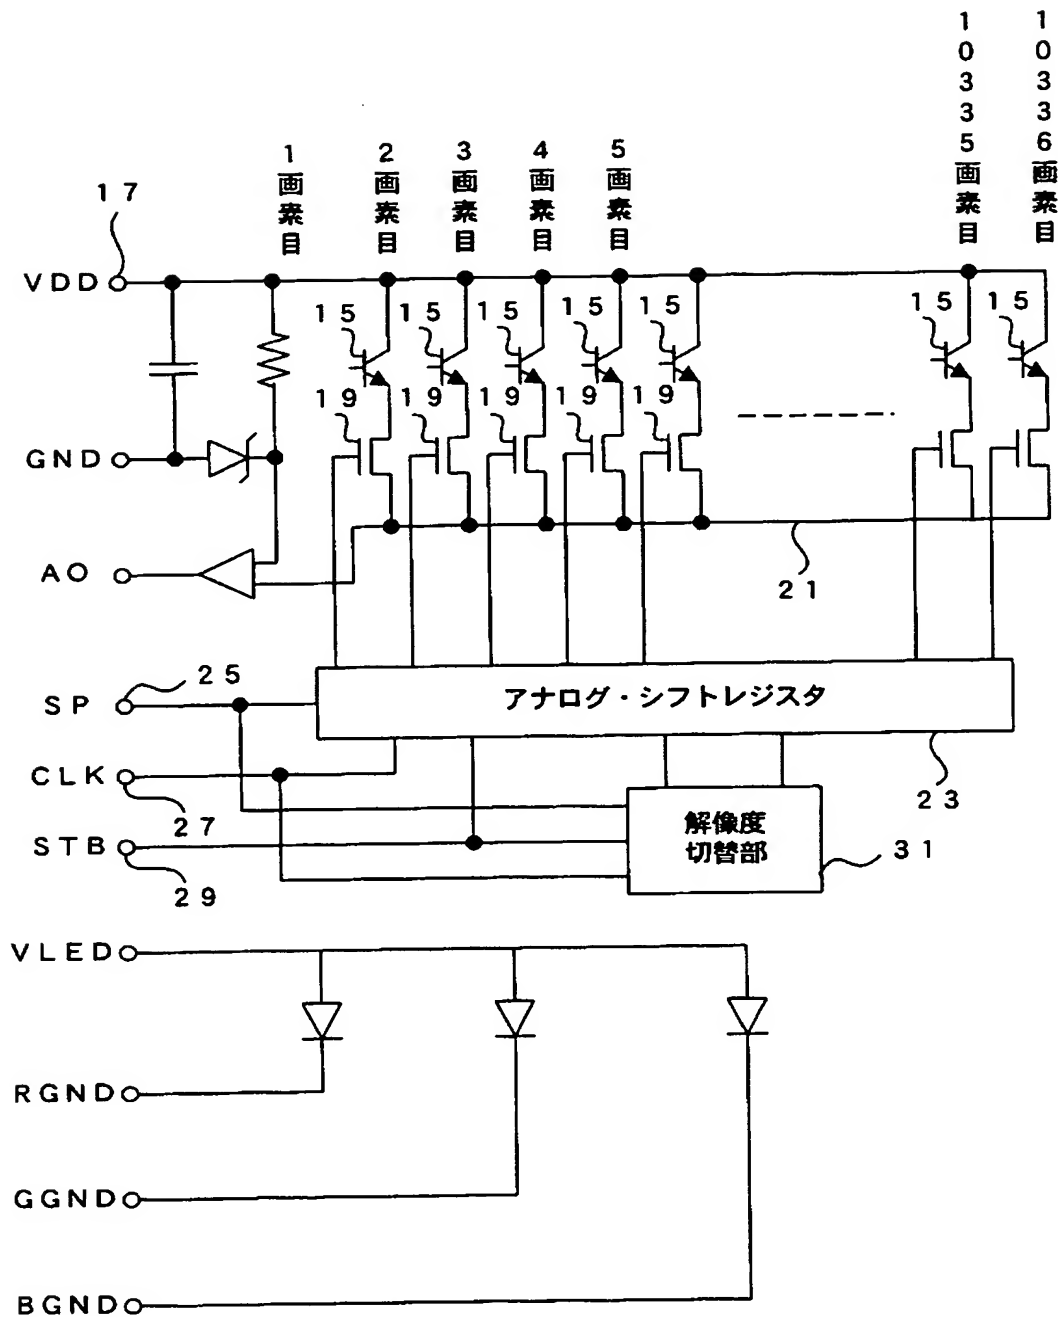 1画素目
2画素目
3画素目
4画素目
5画素目
10335画素目
10336画素目
17
VDD
15
15
15
15
15
15
15
19
19
19
19
19
GND
AO
21
SP
25
アナログ・シフトレジスタ
CLK
27
23
STB
29
解像度
切替部
31
VLED
RGND
GGND
BGND